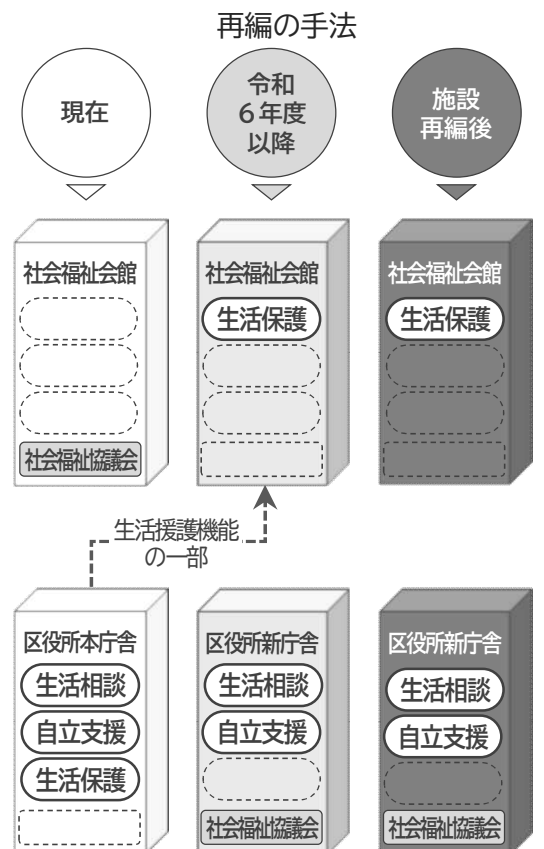 再編の手法
現在
令和
6年度
以降
施設
再編後
社会福祉会館
社会福祉協議会
社会福祉会館
生活保護
社会福祉会館
生活保護
生活援護機能
の一部
区役所本庁舎
生活相談
自立支援
生活保護
区役所新庁舎
生活相談
自立支援
社会福祉協議会
区役所新庁舎
生活相談
自立支援
社会福祉協議会